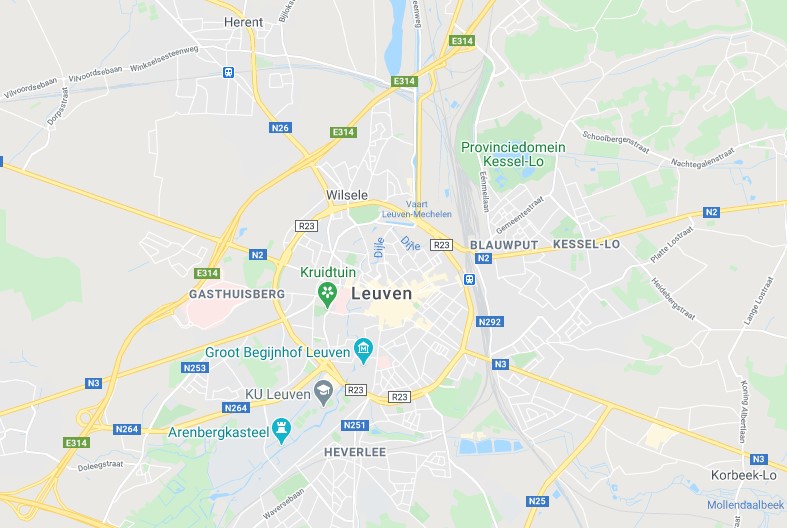 Herent
Bijloks
E314
Vilvoordsebaan
Winkselsesteenweg
Vilvoordsebaan
Dorpsstraat
E314
N26
E314
Schoolbergenstraat
Provinciedomein
Kessel-Lo
Nachtegalenstraat
Eénmeilaan
Wilsele
Vaart
Leuven-Mechelen
Gemeentestraat
N2
R23
Dijle
Dijle
R23
BLAUWPUT
KESSEL-LO
N2
N2
Platte Lostraat
E314
Kruidtuin
GASTHUISBERG
Leuven
Heidebergstraat
Lange Lostraat
N292
Groot Begijnhof Leuven
N253
N3
N3
KU Leuven
R23
R23
N264
Koning Albertlaan
N264
Arenbergkasteel
N251
E314
HEVERLEE
Doleegstraat
N3
Korbeek-Lo
Waversebaan
N25
Mollendaalbeek